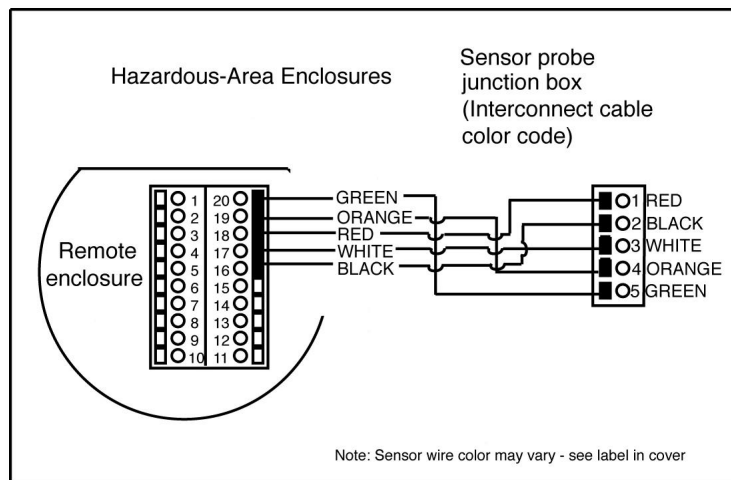 Hazardous-Area Enclosures
Sensor probe
junction box
(Interconnect cable
color code)
Remote
enclosure
1 20
2 19
3 18
4 17
5 16
6 15
7 14
8 13
9 12
10 11
GREEN
ORANGE
RED
WHITE
BLACK
1 RED
2 BLACK
3 WHITE
4 ORANGE
5 GREEN
Note: Sensor wire color may vary - see label in cover